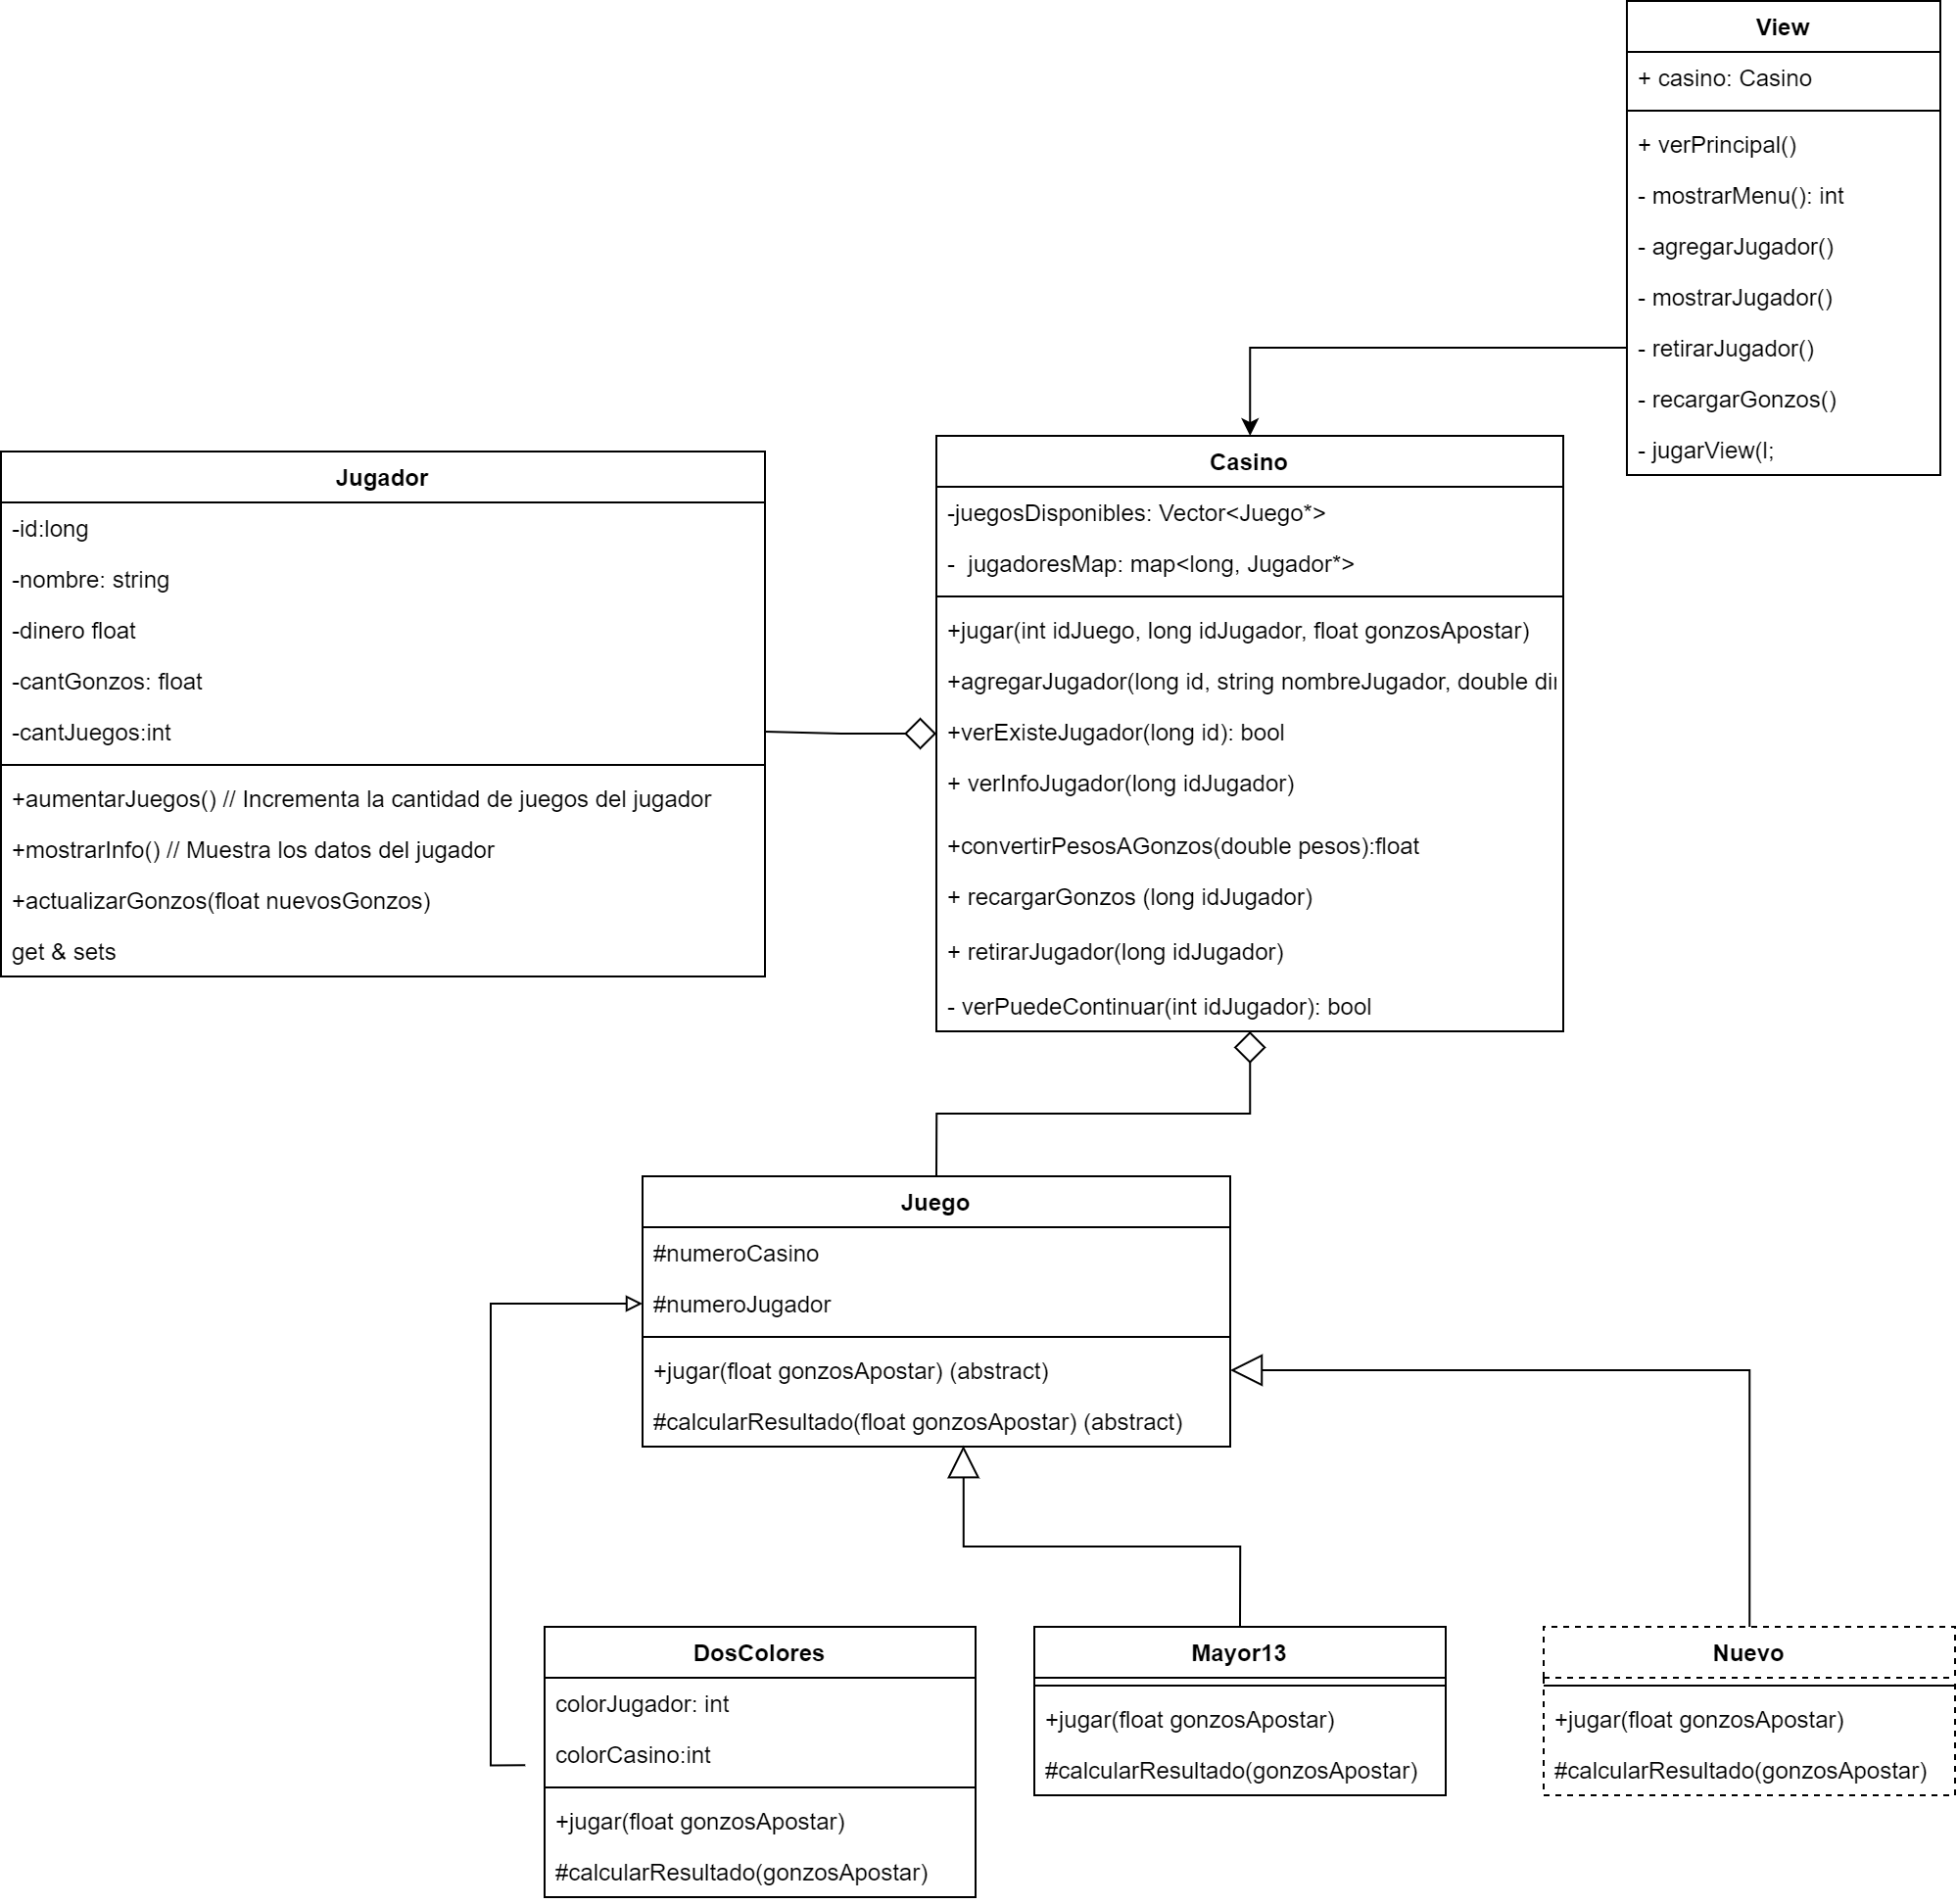 View
+ casino: Casino
+ verPrincipal()
- mostrarMenu(): int
- agregarJugador()
- mostrarJugador()
- retirarJugador()
- recargarGonzos()
- jugarView(I;
Jugador
-id:long
-nombre: string
-dinero float
-cantGonzos: float
-cantJuegos:int
+aumentarJuegos() // Incrementa la cantidad de juegos del jugador
+mostrarInfo() // Muestra los datos del jugador
+actualizarGonzos(float nuevosGonzos)
get & sets
Casino
-juegosDisponibles: Vector<Juego*>
- jugadoresMap: map<long, Jugador*>
+jugar(int idJuego, long idJugador, float gonzosApostar)
+agregarJugador(long id, string nombreJugador, double
+verExisteJugador(long id): bool
+ verInfoJugador(long idJugador)
+convertirPesosAGonzos(double pesos):float
+ recargarGonzos (long idJugador)
+ retirarJugador(long idJugador)
- verPuedeContinuar(int idJugador): bool
Juego
#numeroCasino
#numeroJugador
+jugar(float gonzosApostar) (abstract)
#calcularResultado(float gonzosApostar) (abstract)
DosColores
colorJugador: int
colorCasino:int
+jugar(float gonzosApostar)
#calcularResultado(gonzosApostar)
Mayor13
+jugar(float gonzosApostar)
#calcularResultado(gonzosApostar)
Nuevo
+jugar(float gonzosApostar)
#calcularResultado(gonzosApostar)